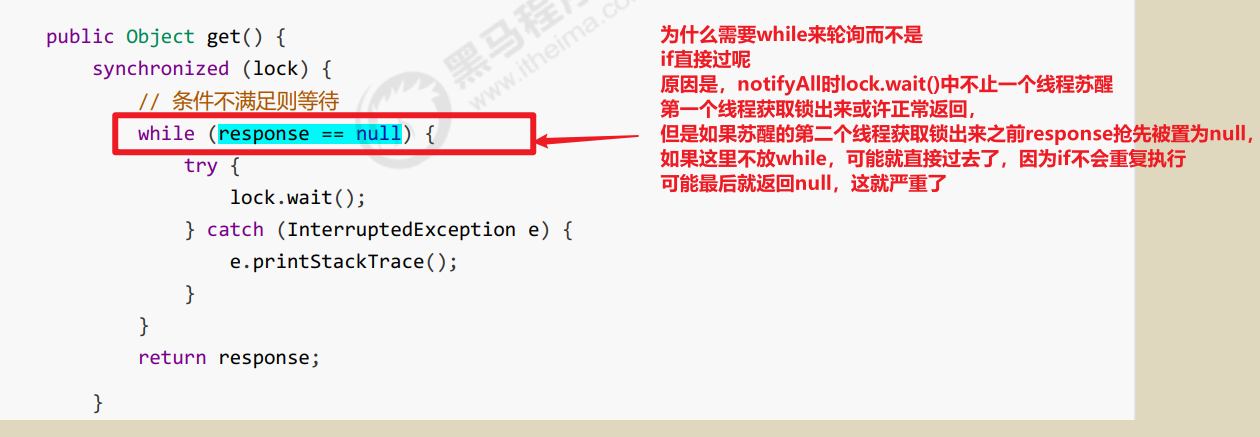 public Object get() {
synchronized (lock) {
// 条件不满足则等待
while (response == null) {
try {
lock.wait();
} catch (InterruptedException e) {
e.printStackTrace();
}
}
return response;
}
为什么需要while来轮询而不是
if直接过呢
原因是，notifyAll时lock.wait()中不止一个线程苏醒
第一个线程获取锁出来或许正常返回，
但是如果苏醒的第二个线程获取锁出来之前response抢先被置为null，
如果这里不放while，可能就直接过去了，因为if不会重复执行
可能最后就返回null，这就严重了
黑马程序
www.itheima.co